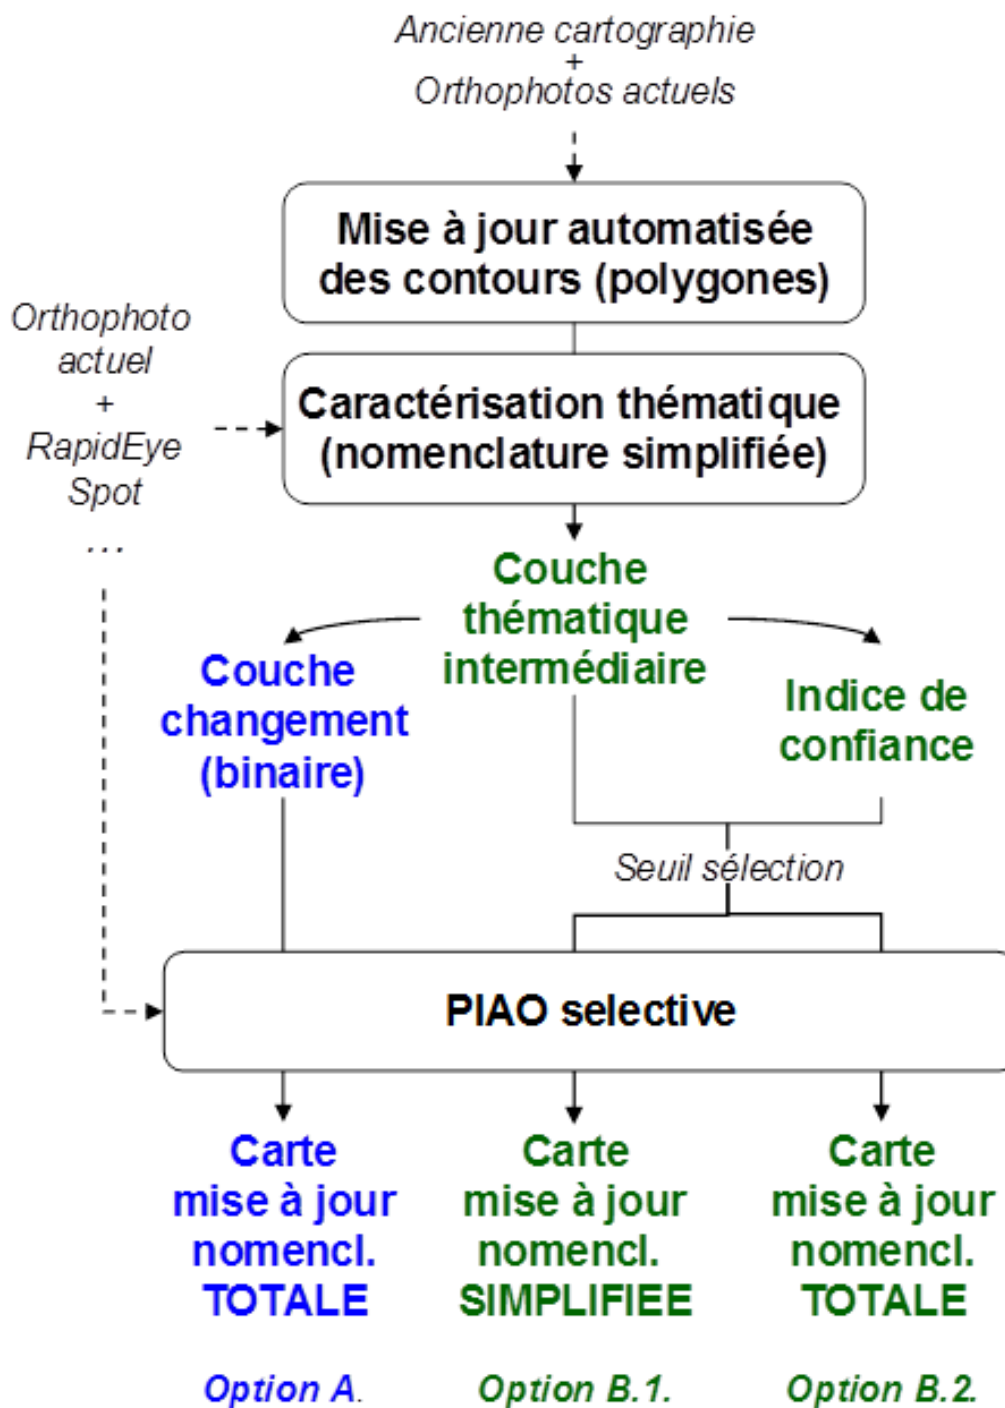 Ancienne cartographie
+
Orthophotos actuels
Mise à jour automatisée
des contours (polygones)
Orthophoto
actuel
+
RapidEye
Spot
...
Caractérisation thématique
(nomenclature simplifiée)
Couche
thématique
intermédiaire
Couche
changement
(binaire)
Indice de
confiance
Seuil sélection
PIAO selective
Carte
mise à jour
nomencl.
TOTALE
Option A.
Carte
mise à jour
nomencl.
SIMPLIFIEE
Option B.1.
Carte
mise à jour
nomencl.
TOTALE
Option B.2.